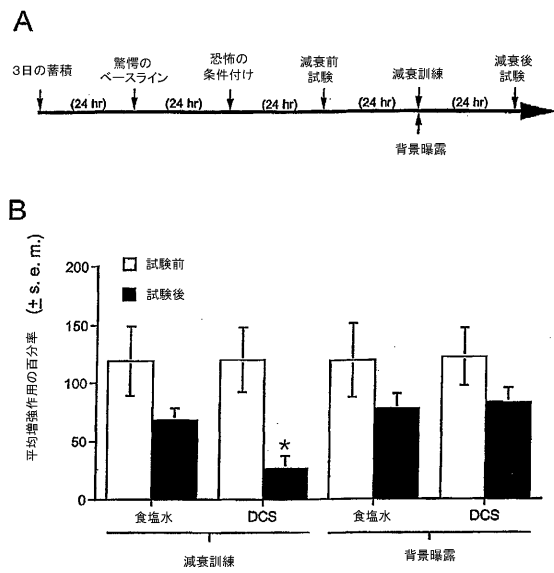 A
3日の蓄積
驚愕の
ベースライン
恐怖の
条件付け
減衰前
試験
減衰訓練
減衰後
試験
(24 hr)
(24 hr)
(24 hr)
(24 hr)
(24 hr)
背景曝露
B
平均増強作用の百分率 (± s. e. m.)
200
150
100
50
0
試験前
試験後
*
食塩水
DCS
食塩水
DCS
減衰訓練
背景曝露